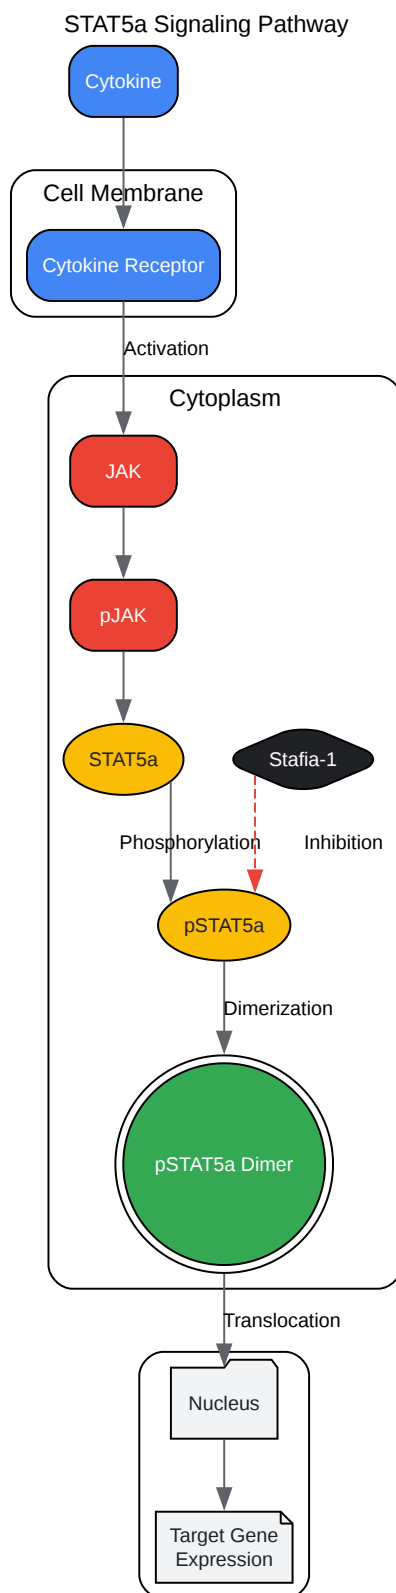 STAT5a Signaling Pathway
Cytokine
Cell Membrane
Cytokine Receptor
Activation
Cytoplasm
JAK
pJAK
STAT5a
Stafia-1
Phosphorylation
Inhibition
pSTAT5a
Dimerization
pSTAT5a Dimer
Translocation
Nucleus
Target Gene
Expression